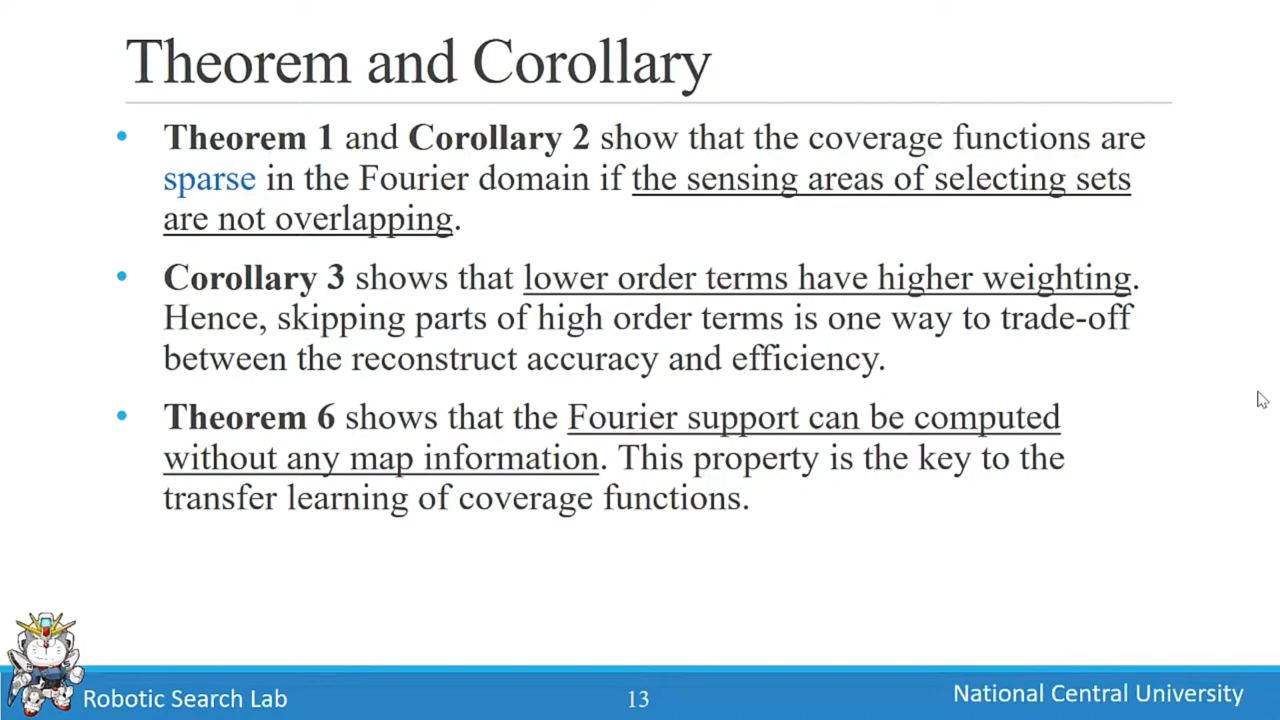 Theorem and Corollary
• Theorem 1 and Corollary 2 show that the coverage functions are
sparse in the Fourier domain if the sensing areas of selecting sets
are not overlapping.
• Corollary 3 shows that lower order terms have higher weighting.
Hence, skipping parts of high order terms is one way to trade-off
between the reconstruct accuracy and efficiency.
• Theorem 6 shows that the Fourier support can be computed
without any map information. This property is the key to the
transfer learning of coverage functions.
Robotic Search Lab
13
National Central University